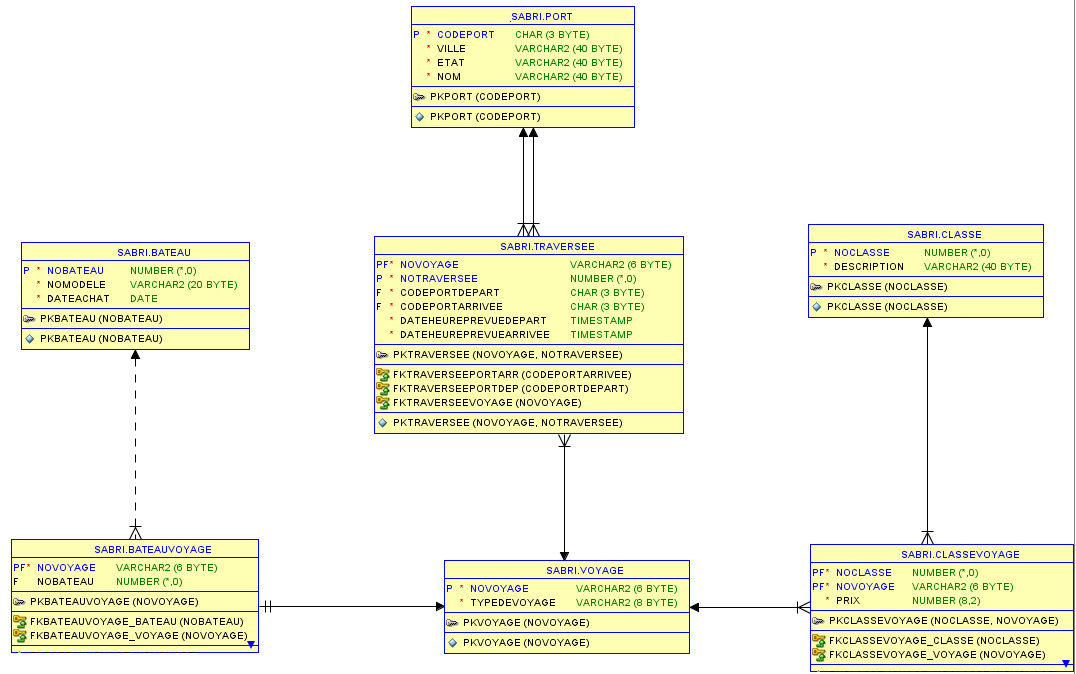 SABRI.PORT
P * CODEPORT CHAR (3 BYTE)
* VILLE VARCHAR2 (40 BYTE)
* ETAT VARCHAR2 (40 BYTE)
* NOM VARCHAR2 (40 BYTE)
PKPORT (CODEPORT)
PKPORT (CODEPORT)
SABRI.BATEAU
P * NOBATEAU NUMBER (*,0)
* NOMODELE VARCHAR2 (20 BYTE)
* DATEACHAT DATE
PKBATEAU (NOBATEAU)
PKBATEAU (NOBATEAU)
SABRI.TRAVERSEE
PF* NOVOYAGE VARCHAR2 (6 BYTE)
P * NOTRAVERSEE NUMBER (*,0)
F * CODEPORTDEPART CHAR (3 BYTE)
F * CODEPORTARRIVEE CHAR (3 BYTE)
* DATEHEUREPREVUEDEPART TIMESTAMP
* DATEHEUREPREVUEARRIVEE TIMESTAMP
PKTRAVERSEE (NOVOYAGE, NOTRAVERSEE)
FKTRAVERSEEPORTARR (CODEPORTARRIVEE)
FKTRAVERSEEPORTDEP (CODEPORTDEPART)
FKTRAVERSEEVOYAGE (NOVOYAGE)
PKTRAVERSEE (NOVOYAGE, NOTRAVERSEE)
SABRI.CLASSE
P * NOCLASSE NUMBER (*,0)
* DESCRIPTION VARCHAR2 (40 BYTE)
PKCLASSE (NOCLASSE)
PKCLASSE (NOCLASSE)
SABRI.BATEAUVOYAGE
PF* NOVOYAGE VARCHAR2 (6 BYTE)
F NOBATEAU NUMBER (*,0)
PKBATEAUVOYAGE (NOVOYAGE)
FKBATEAUVOYAGE_BATEAU (NOBATEAU)
FKBATEAUVOYAGE_VOYAGE (NOVOYAGE)
SABRI.VOYAGE
P * NOVOYAGE VARCHAR2 (6 BYTE)
* TYPEDEVOYAGE VARCHAR2 (8 BYTE)
PKVOYAGE (NOVOYAGE)
PKVOYAGE (NOVOYAGE)
SABRI.CLASSEVOYAGE
PF* NOCLASSE NUMBER (*,0)
PF* NOVOYAGE VARCHAR2 (6 BYTE)
* PRIX NUMBER (8,2)
PKCLASSEVOYAGE (NOCLASSE, NOVOYAGE)
FKCLASSEVOYAGE_CLASSE (NOCLASSE)
FKCLASSEVOYAGE_VOYAGE (NOVOYAGE)